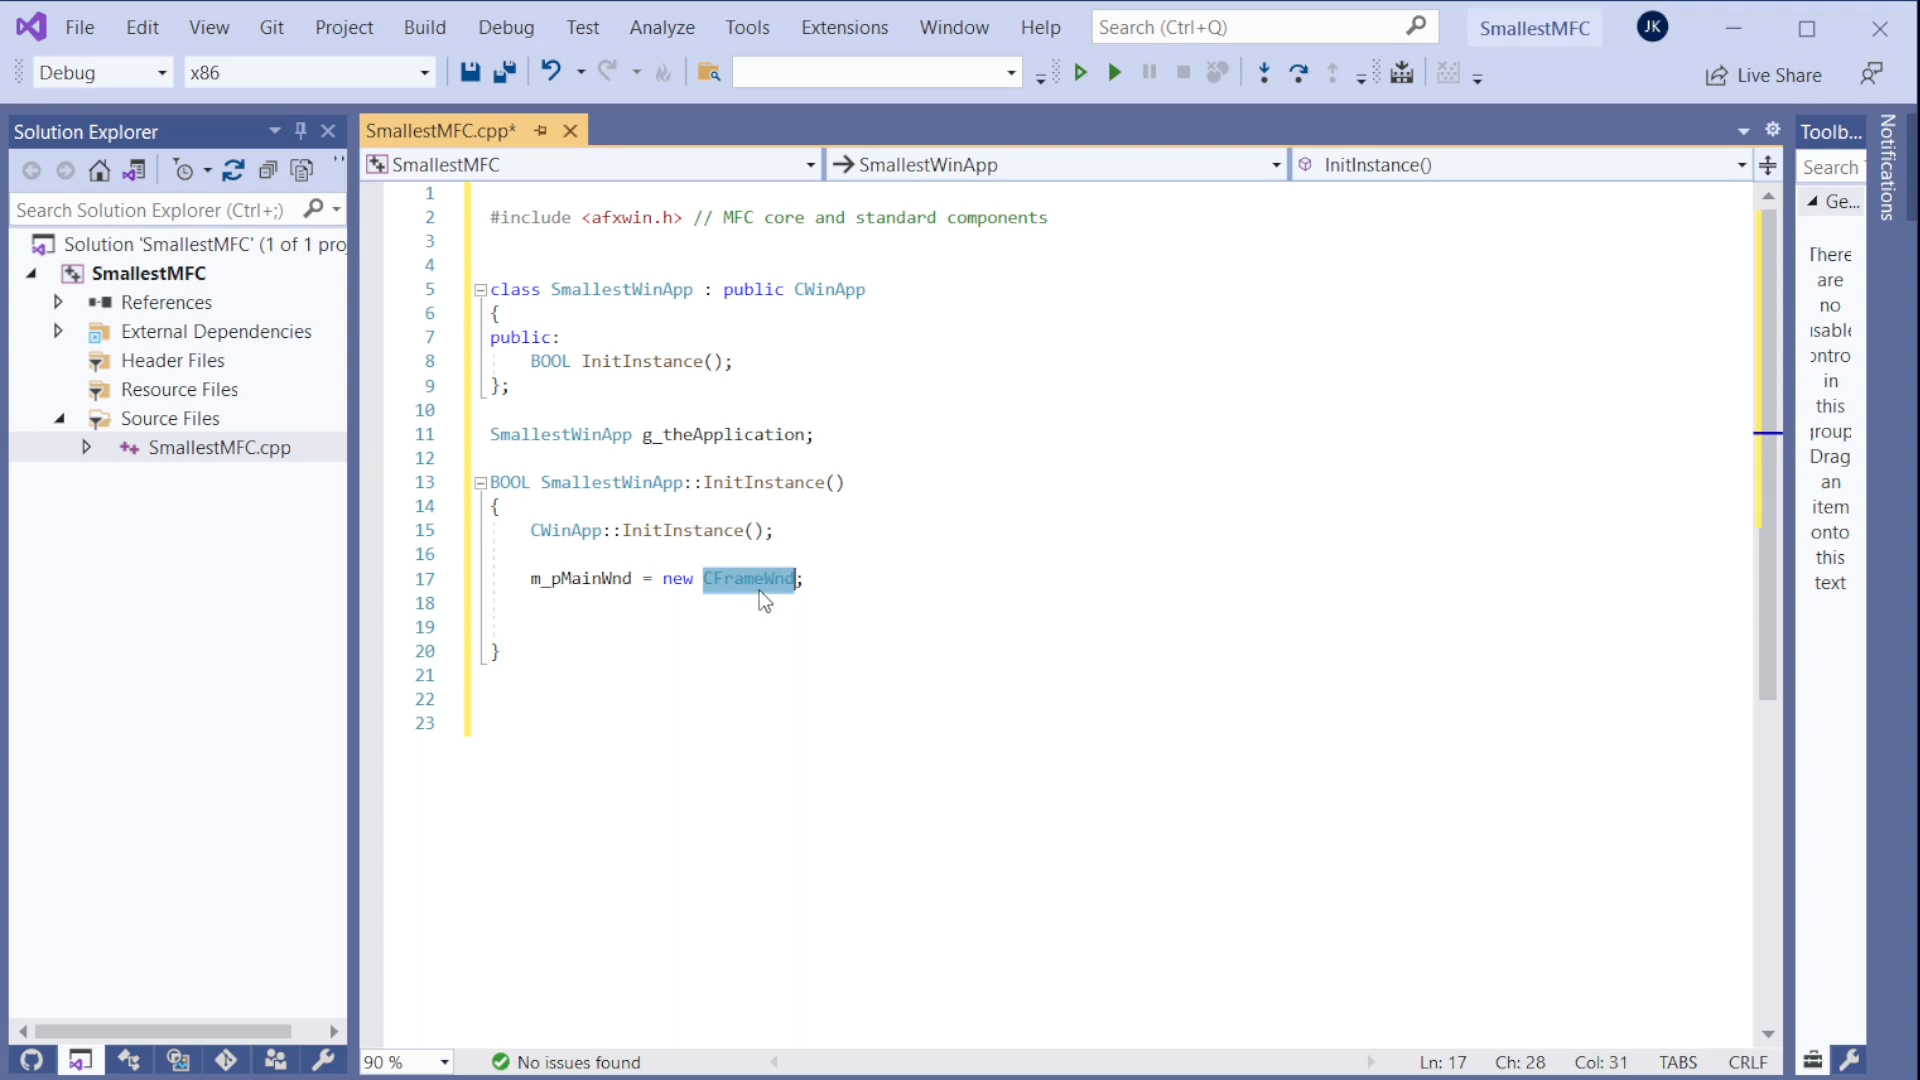 File Edit View Git Project Build Debug Test Analyze Tools Extensions Window Help Search (Ctrl+Q) SmallestMFC JK
Debug x86 Live Share
Solution Explorer
Search Solution Explorer (Ctrl+;)
Solution 'SmallestMFC' (1 of 1 pro
SmallestMFC
References
External Dependencies
Header Files
Resource Files
Source Files
SmallestMFC.cpp
SmallestMFC.cpp*
SmallestMFC SmallestWinApp InitInstance()
1
2 #include <afxwin.h> // MFC core and standard components
3
4
5 class SmallestWinApp : public CWinApp
6 {
7 public:
8 BOOL InitInstance();
9 };
10
11 SmallestWinApp g_theApplication;
12
13 BOOL SmallestWinApp::InitInstance()
14 {
15 CWinApp::InitInstance();
16
17 m_pMainWnd = new CFrameWnd;
18
19
20 }
21
22
23
90 % No issues found Ln: 17 Ch: 28 Col: 31 TABS CRLF
Toolb...
Search
Ge...
There
are
no
usable
ontro
in
this
group
Drag
an
item
onto
this
text
Notifications